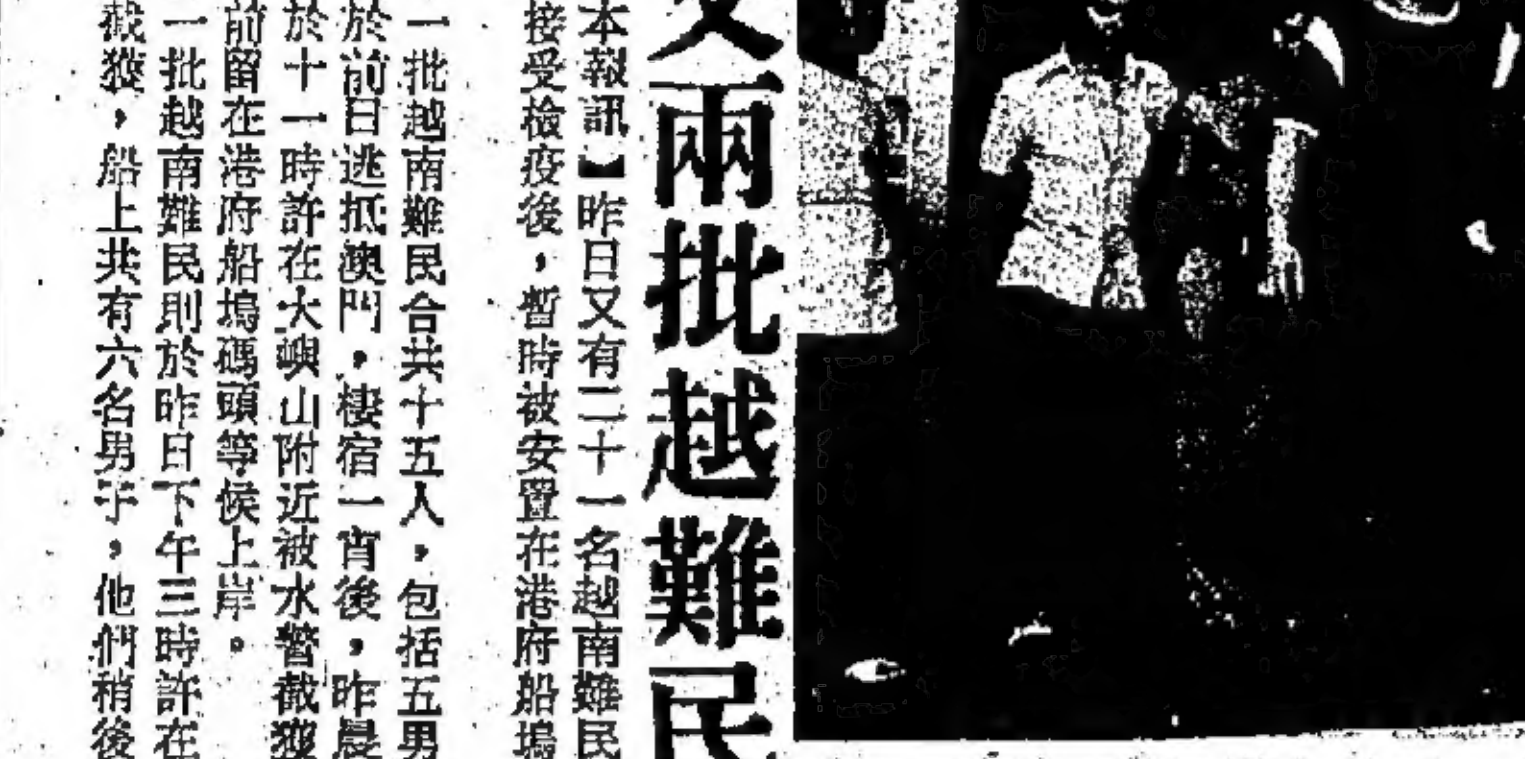 又兩批越難民
本報訊】昨日又有二十一名越南難民
接受檢疫後，暫時被安置在港府船塢
一批越南難民合共十五人，包括五男
於前日逃抵澳門，棲宿一宵後，昨晨
於十一時許在大嶼山附近被水警截獲
前留在港府船塢碼頭等候上岸。
一批越南難民則於昨日下午三時許在
截獲，船上共有六名男子，他們稍後